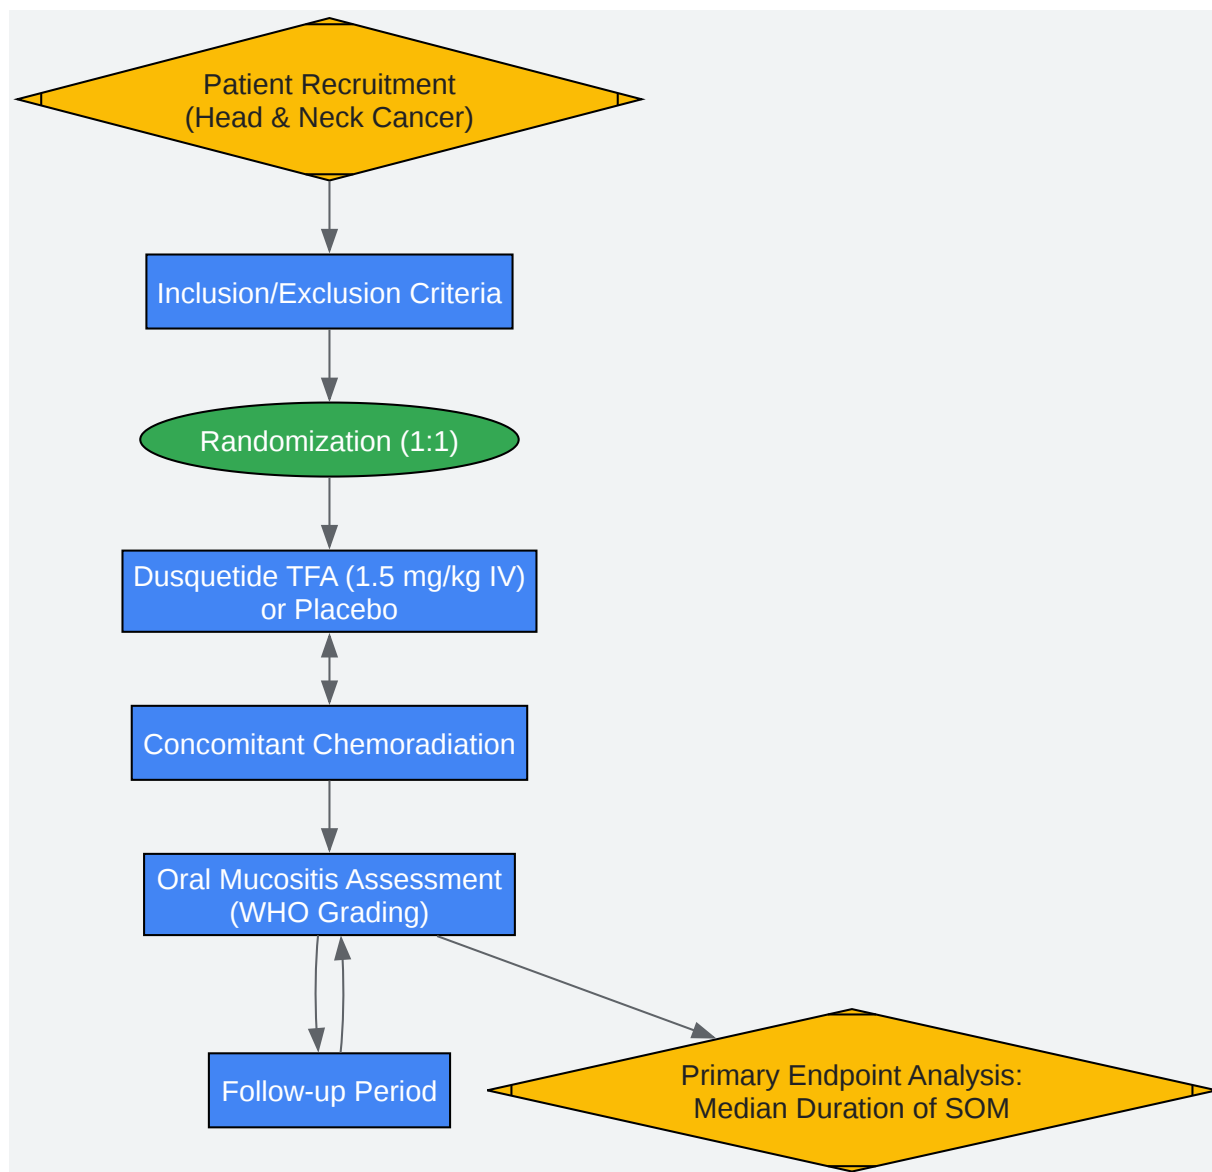 Patient Recruitment
(Head & Neck Cancer)
Inclusion/Exclusion Criteria
Randomization (1:1)
Dusquetide TFA (1.5 mg/kg IV)
or Placebo
Concomitant Chemoradiation
Oral Mucositis Assessment
(WHO Grading)
Follow-up Period
Primary Endpoint Analysis:
Median Duration of SOM